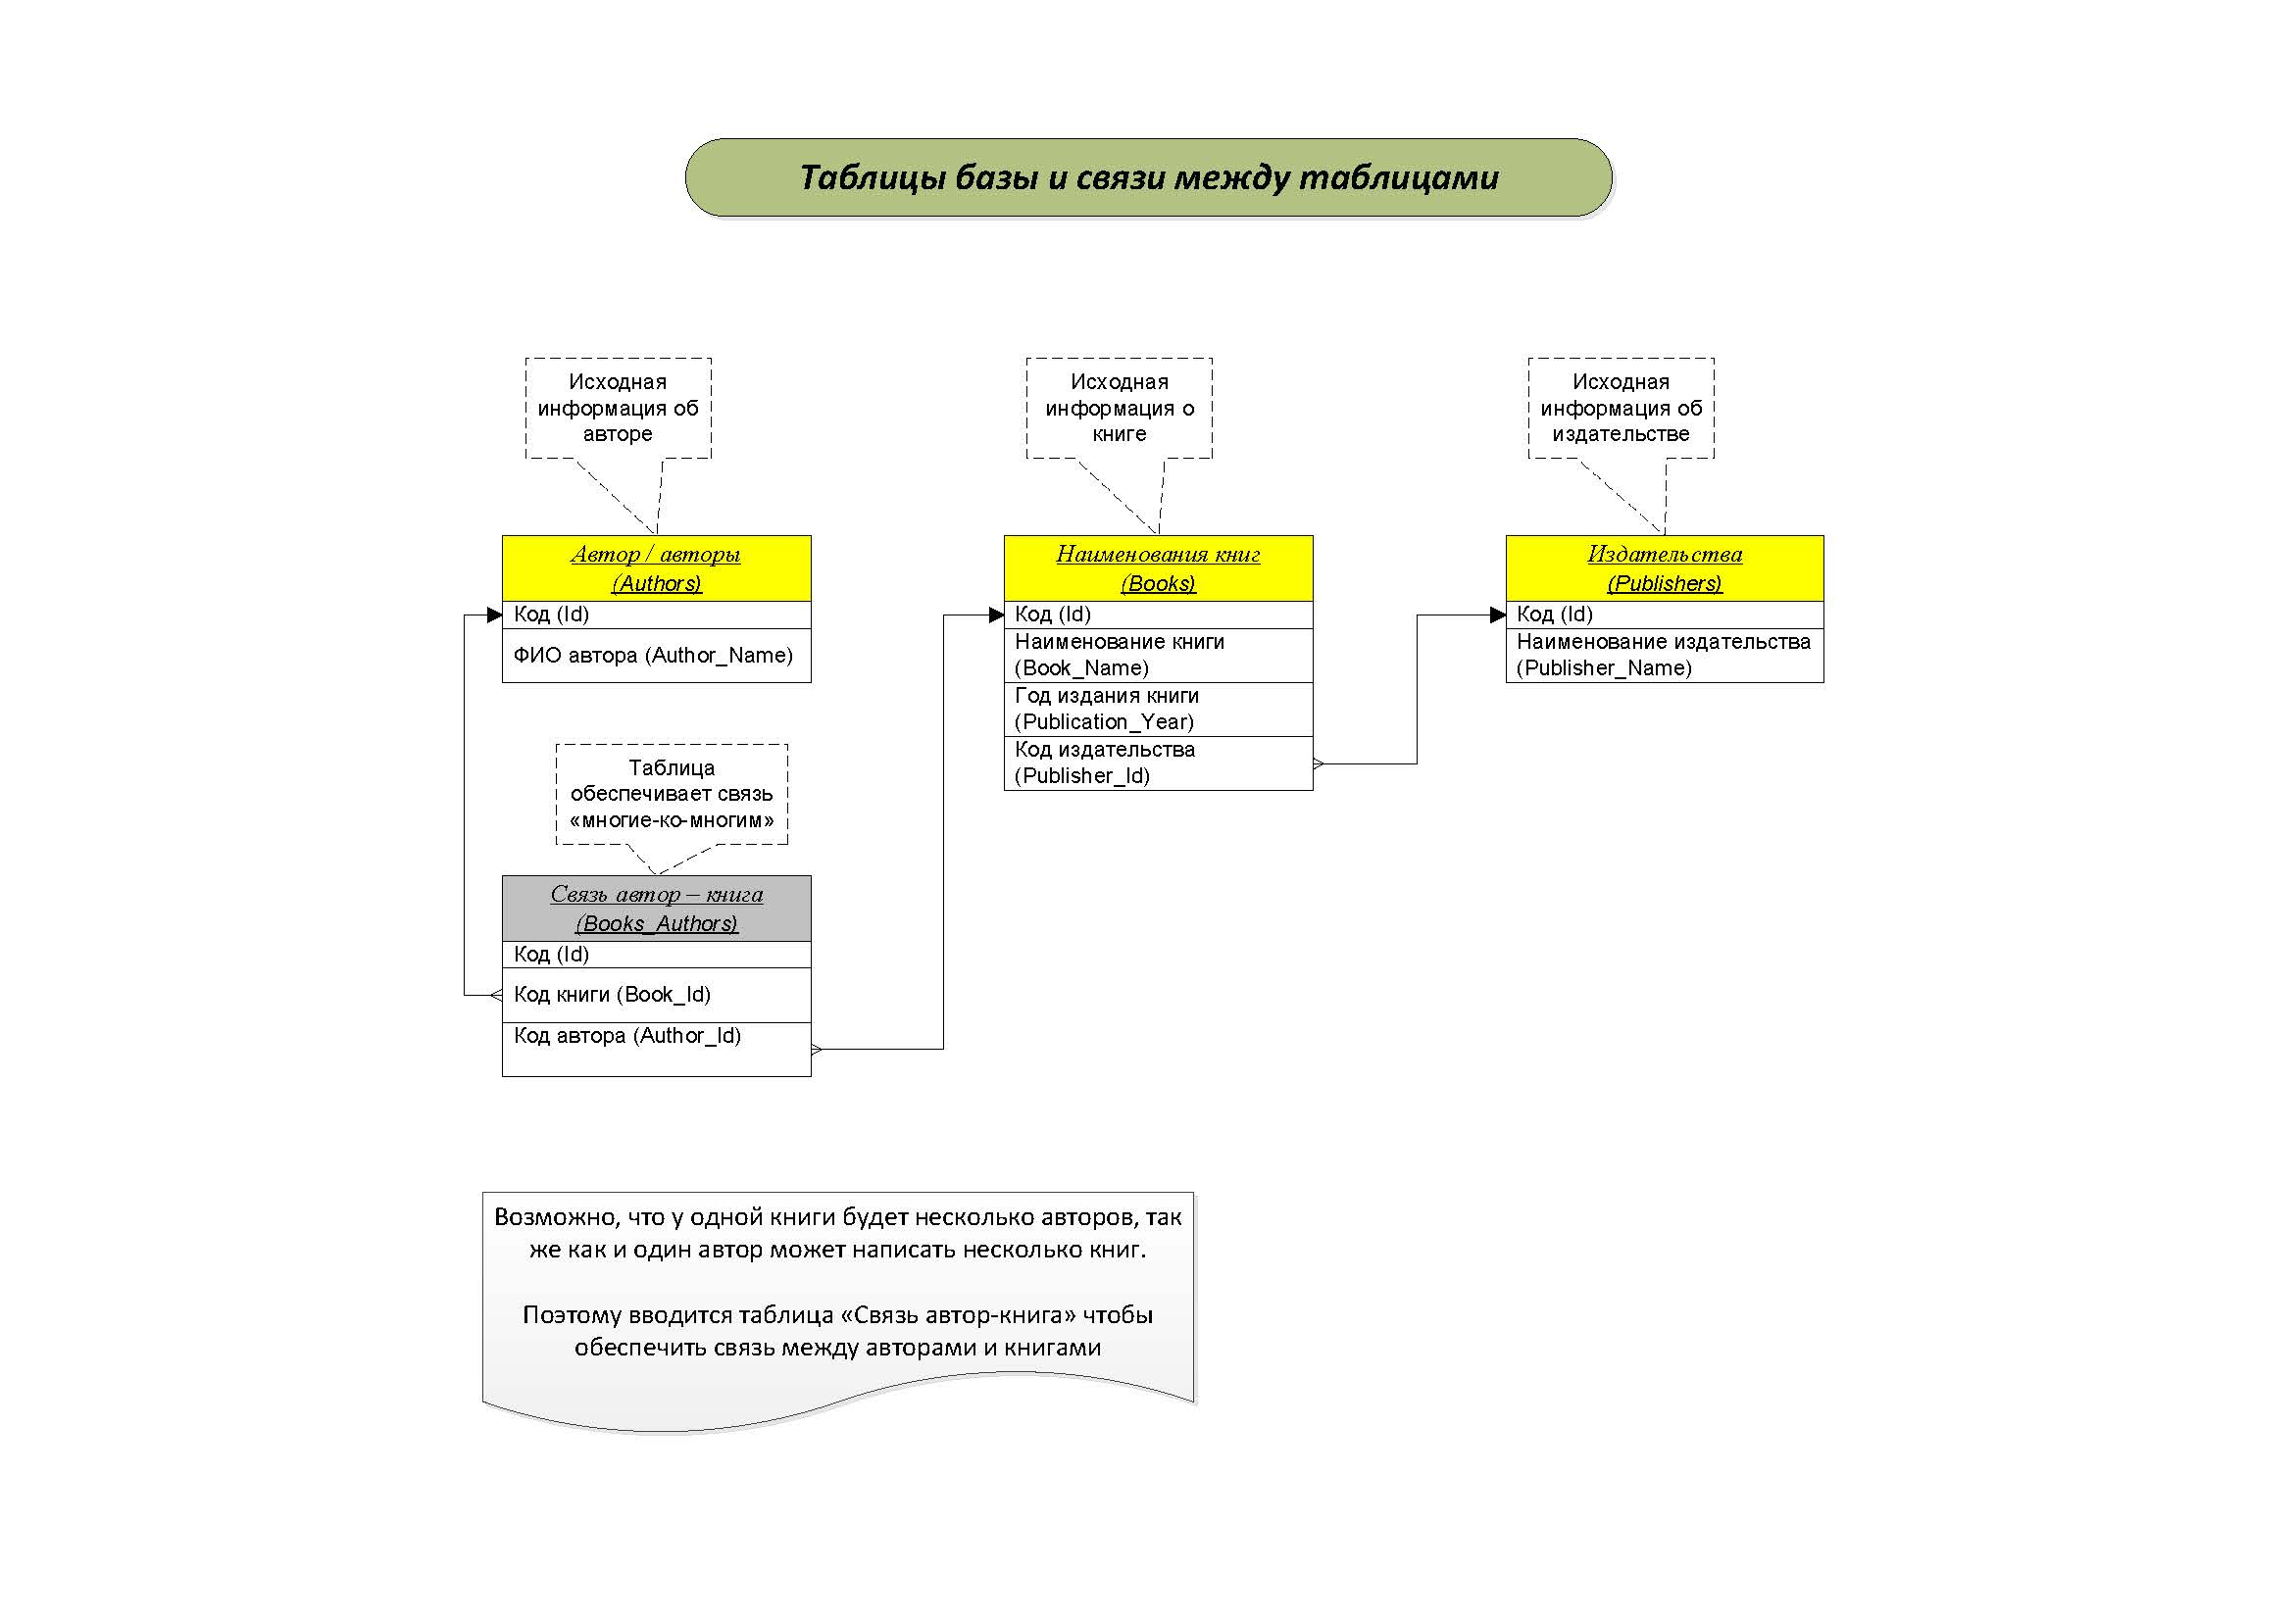 Таблицы базы и связи между таблицами
Исходная
информация об
авторе
Исходная
информация о
книге
Исходная
информация об
издательстве
Автор / авторы
(Authors)
Код (Id)
ФИО автора (Author_Name)
Наименования книг
(Books)
Код (Id)
Наименование книги
(Book_Name)
Год издания книги
(Publication_Year)
Код издательства
(Publisher_Id)
Издательства
(Publishers)
Код (Id)
Наименование издательства
(Publisher_Name)
Таблица
обеспечивает связь
«многие-ко-многим»
Связь автор – книга
(Books_Authors)
Код (Id)
Код книги (Book_Id)
Код автора (Author_Id)
Возможно, что у одной книги будет несколько авторов, так
же как и один автор может написать несколько книг.
Поэтому вводится таблица «Связь автор-книга» чтобы
обеспечить связь между авторами и книгами